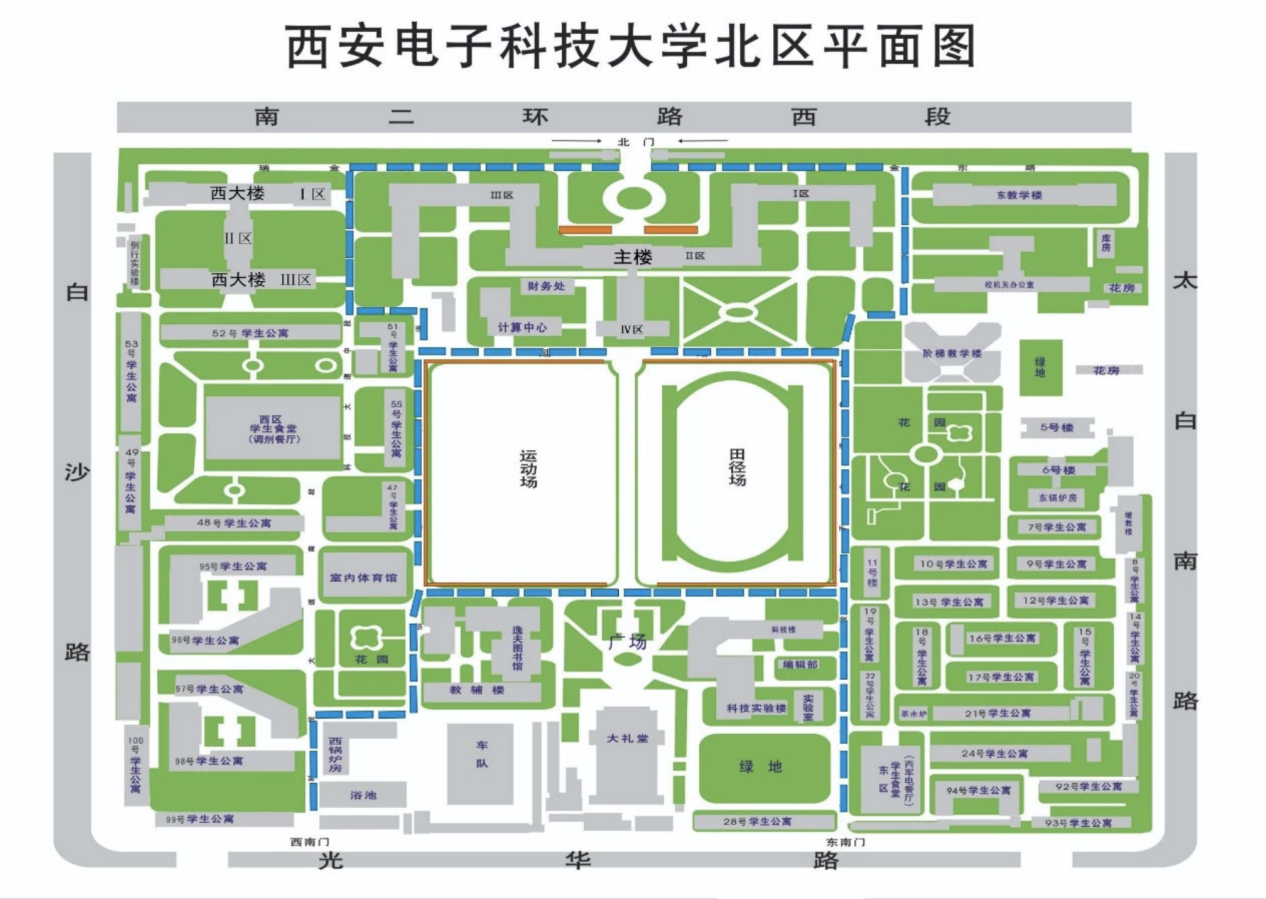 西安电子科技大学北区平面图
南二环路西段
北门
瑞金
金东路
西大楼 I区
II区
西大楼 III区
例行实验楼
III区
I区
主楼 II区
IV区
财务处
计算中心
东教学楼
库房
校机关办公室
花房
白沙路
太白南路
52号学生公寓
51号学生公寓
53号学生公寓
西区
学生食堂
(调剂餐厅)
55号学生公寓
49号学生公寓
47号学生公寓
48号学生公寓
运动场
田径场
阶梯教学楼
绿地
花房
花园
5号楼
6号楼
花园
东锅炉房
7号学生公寓
95号学生公寓
室内体育馆
96号学生公寓
花园
97号学生公寓
98号学生公寓
100号学生公寓
99号学生公寓
逸夫图书馆
教辅楼
广场
科技楼
编辑部
科技实验楼
实验室
西锅炉房
浴池
车队
大礼堂
绿地
28号学生公寓
11号楼
10号学生公寓
9号学生公寓
8号学生公寓
13号学生公寓
12号学生公寓
19号学生公寓
18号学生公寓
16号学生公寓
15号学生公寓
14号学生公寓
17号学生公寓
22号学生公寓
20号学生公寓
茶水炉
21号学生公寓
24号学生公寓
东区
学生食堂
(西军电餐厅)
94号学生公寓
92号学生公寓
93号学生公寓
西南门
东南门
光华路